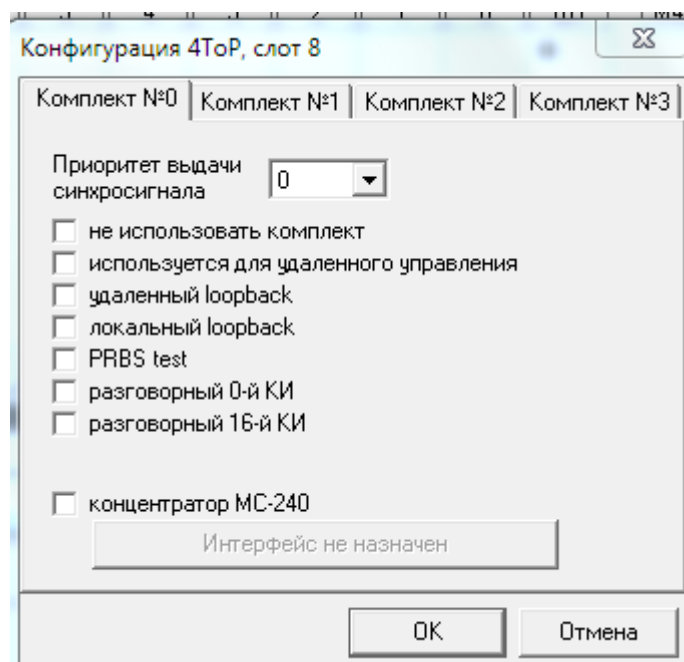 Конфигурация 4ToP, слот 8
Комплект №0 Комплект №1 Комплект №2 Комплект №3
Приоритет выдачи
синхросигнала
0
не использовать комплект
используется для удаленного управления
удаленный loopback
локальный loopback
PRBS test
разговорный 0-й КИ
разговорный 16-й КИ
концентратор МС-240
Интерфейс не назначен
OK Отмена